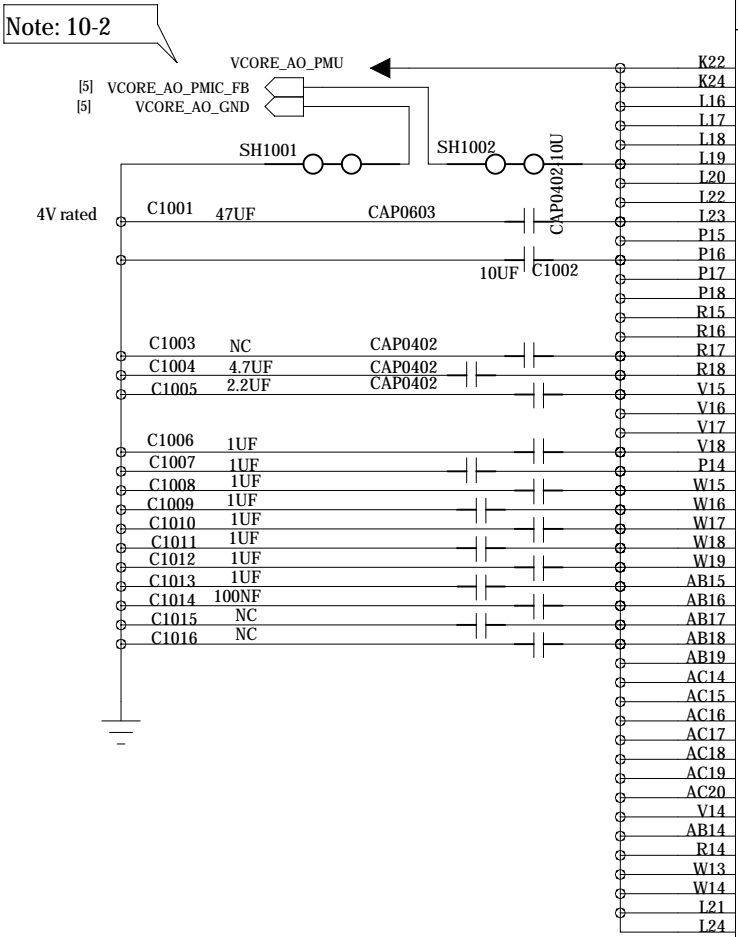 Note: 10-2
VCORE_AO_PMU
[5] VCORE_AO_PMIC_FB
[5] VCORE_AO_GND
SH1001
SH1002
CAP0402-10U
4V rated
C1001 47UF CAP0603
10UF C1002
C1003 NC CAP0402
C1004 4.7UF CAP0402
C1005 2.2UF CAP0402
C1006 1UF
C1007 1UF
C1008 1UF
C1009 1UF
C1010 1UF
C1011 1UF
C1012 1UF
C1013 1UF
C1014 100NF
C1015 NC
C1016 NC
K22
K24
L16
L17
L18
L19
L20
L22
L23
P15
P16
P17
P18
R15
R16
R17
R18
V15
V16
V17
V18
P14
W15
W16
W17
W18
W19
AB15
AB16
AB17
AB18
AB19
AC14
AC15
AC16
AC17
AC18
AC19
AC20
V14
AB14
R14
W13
W14
L21
L24